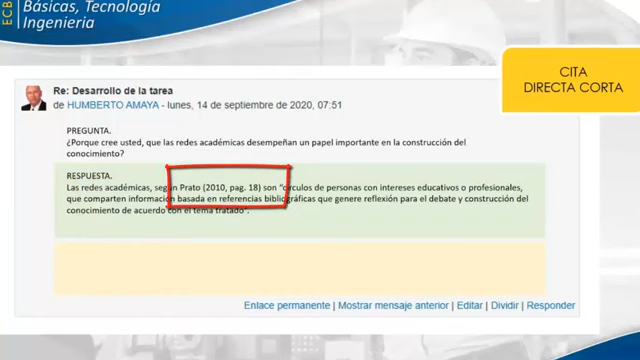 ECB
Básicas, Tecnología
Ingeniería
CITA
DIRECTA CORTA
Re: Desarrollo de la tarea
de HUMBERTO AMAYA - lunes, 14 de septiembre de 2020, 07:51
PREGUNTA.
¿Porque cree usted, que las redes académicas desempeñan un papel importante en la construcción del
conocimiento?
RESPUESTA.
Las redes académicas, según Prato (2010, pag. 18) son "círculos de personas con intereses educativos o profesionales,
que comparten información basada en referencias bibliográficas que genere reflexión para el debate y construcción del
conocimiento de acuerdo con el tema tratado".
Enlace permanente | Mostrar mensaje anterior | Editar | Dividir | Responder